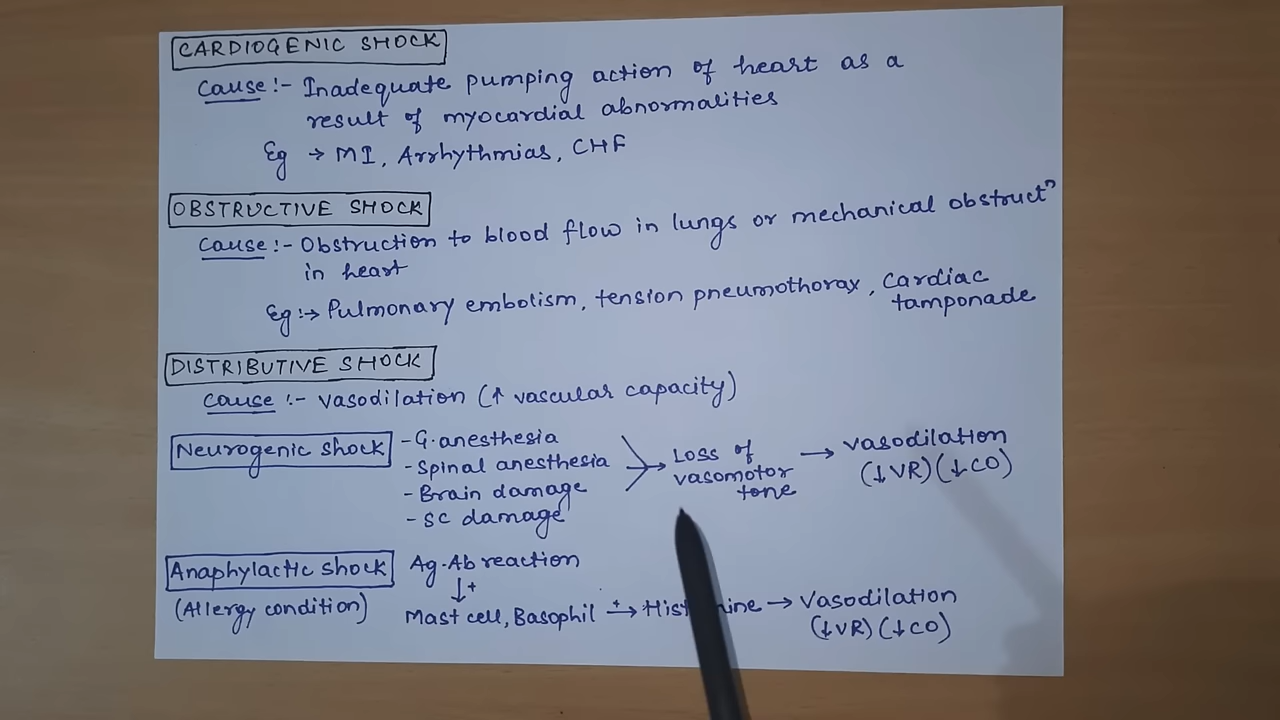 CARDIOGENIC SHOCK
Cause :- Inadequate pumping action of heart as a
result of myocardial abnormalities
Eg → MI, Arrhythmias, CHF
OBSTRUCTIVE SHOCK
Cause :- Obstruction to blood flow in lungs or mechanical obstructⁿ
in heart
Eg :→ Pulmonary embolism, tension pneumothorax, Cardiac
tamponade
DISTRIBUTIVE SHOCK
Cause :- Vasodilation (↑ vascular capacity)
Neurogenic shock
- G. anesthesia
- Spinal anesthesia
- Brain damage
- SC damage
→ Loss of
vasomotor
tone
→ Vasodilation
(↓VR) (↓CO)
Anaphylactic shock
(Allergy condition)
Ag-Ab reaction
↓+
Mast cell, Basophil +→ → Vasodilation
(↓VR) (↓CO)